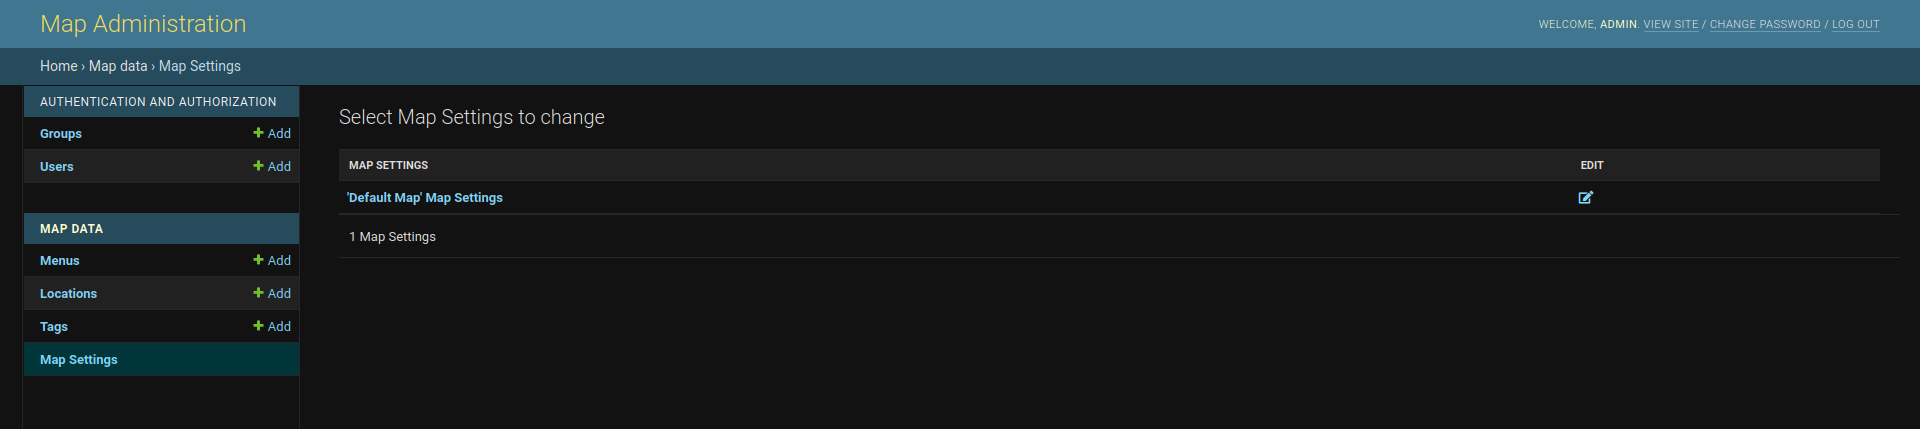 Map Administration
WELCOME, ADMIN. VIEW SITE / CHANGE PASSWORD / LOG OUT
Home › Map data › Map Settings
AUTHENTICATION AND AUTHORIZATION
Groups Add
Users Add
MAP DATA
Menus Add
Locations Add
Tags Add
Map Settings
Select Map Settings to change
MAP SETTINGS EDIT
'Default Map' Map Settings
1 Map Settings